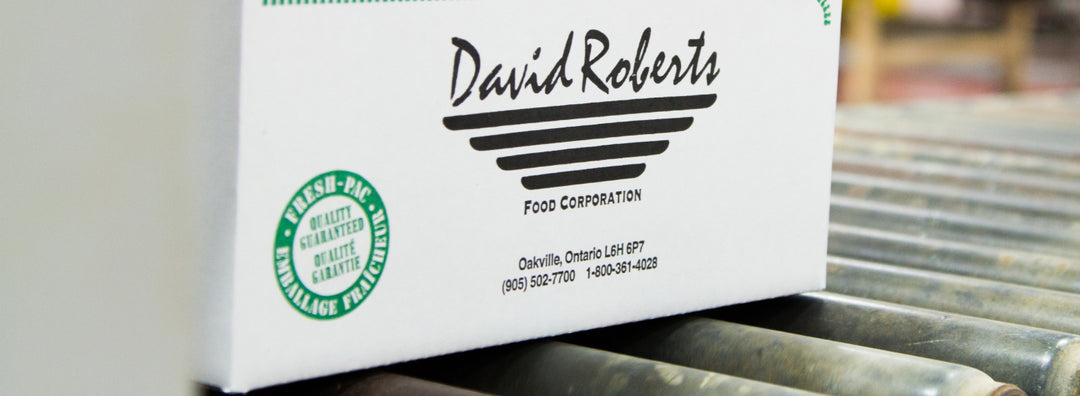 David Roberts
FOOD CORPORATION
Oakville, Ontario L6H 6P7
(905) 502-7700 1-800-361-4028
FRESH-PAC
QUALITY
GUARANTEED
QUALITÉ
GARANTIE
EMBALLAGE FRAÎCHEUR